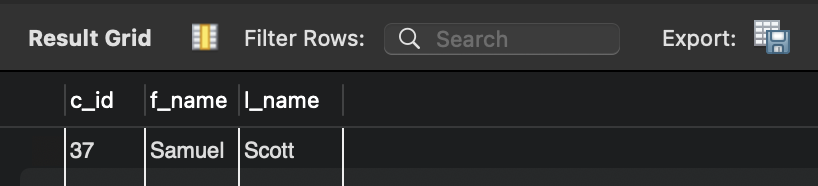 Result Grid Filter Rows: Search Export:
c_id f_name l_name
37 Samuel Scott